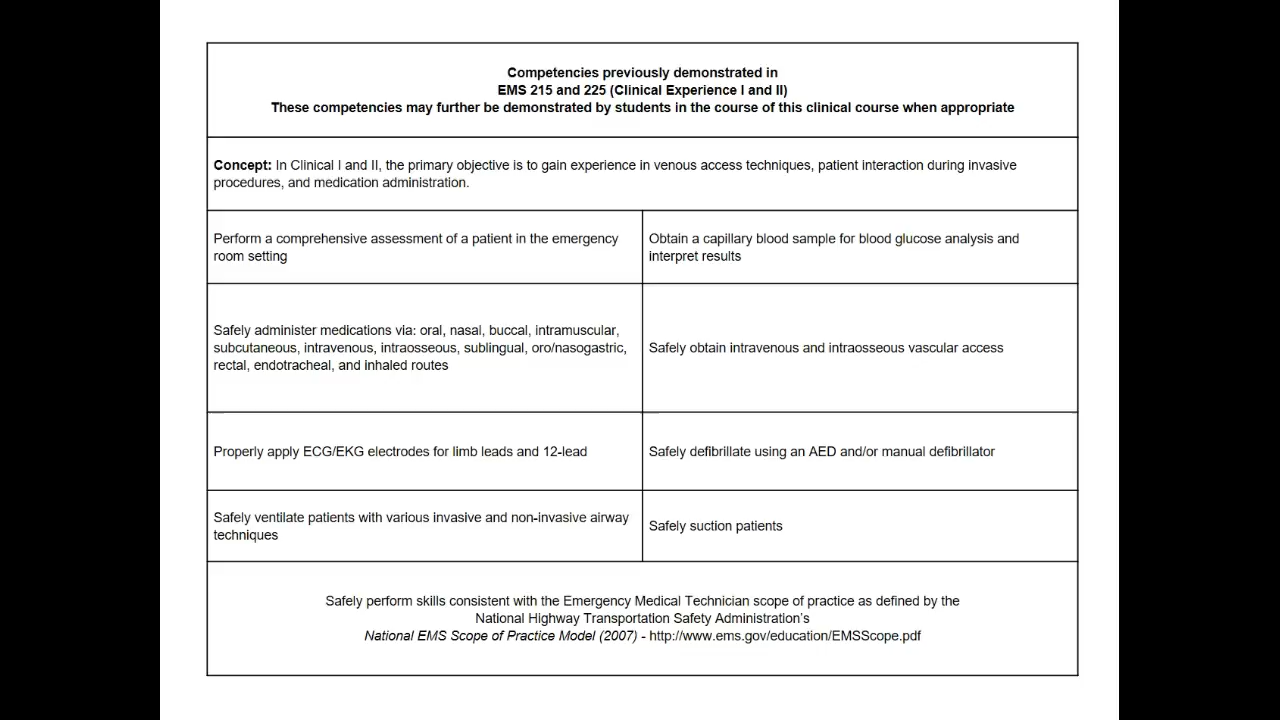 Competencies previously demonstrated in
EMS 215 and 225 (Clinical Experience I and II)
These competencies may further be demonstrated by students in the course of this clinical course when appropriate
Concept: In Clinical I and II, the primary objective is to gain experience in venous access techniques, patient interaction during invasive
procedures, and medication administration.
Perform a comprehensive assessment of a patient in the emergency
room setting
Obtain a capillary blood sample for blood glucose analysis and
interpret results
Safely administer medications via: oral, nasal, buccal, intramuscular,
subcutaneous, intravenous, intraosseous, sublingual, oro/nasogastric,
rectal, endotracheal, and inhaled routes
Safely obtain intravenous and intraosseous vascular access
Properly apply ECG/EKG electrodes for limb leads and 12-lead
Safely defibrillate using an AED and/or manual defibrillator
Safely ventilate patients with various invasive and non-invasive airway
techniques
Safely suction patients
Safely perform skills consistent with the Emergency Medical Technician scope of practice as defined by the
National Highway Transportation Safety Administration's
National EMS Scope of Practice Model (2007) - http://www.ems.gov/education/EMSScope.pdf